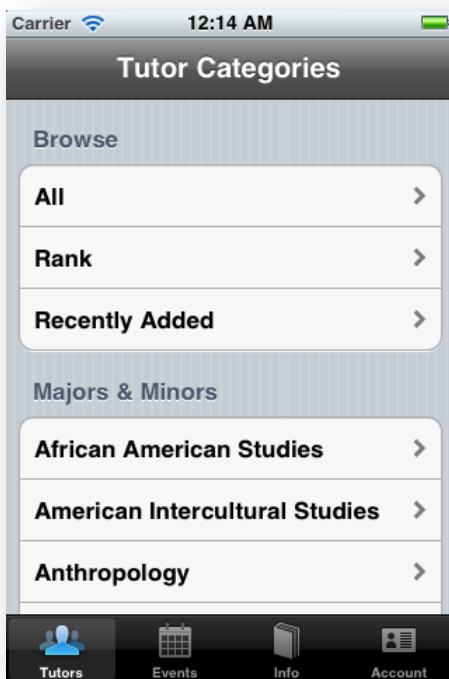 Carrier 12:14 AM
Tutor Categories
Browse
All
Rank
Recently Added
Majors & Minors
African American Studies
American Intercultural Studies
Anthropology
Tutors Events Info Account